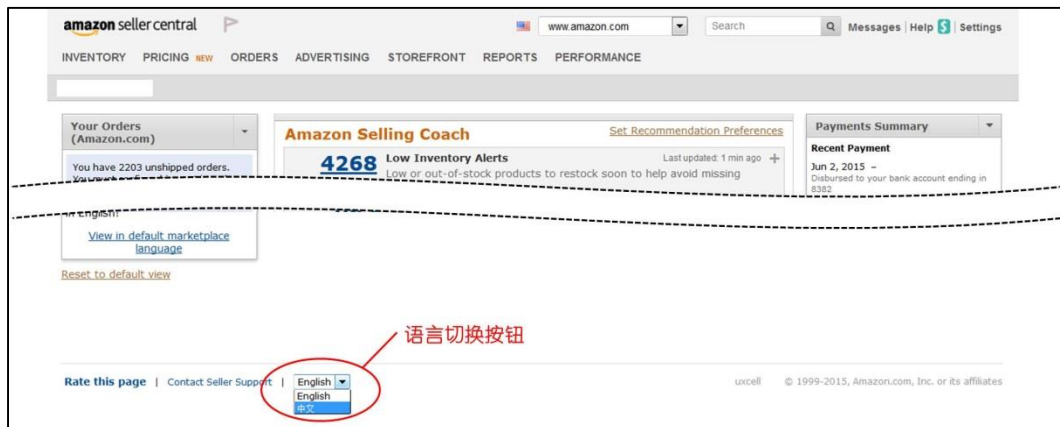 amazon seller central www.amazon.com Search Messages | Help | Settings
INVENTORY PRICING NEW ORDERS ADVERTISING STOREFRONT REPORTS PERFORMANCE
Your Orders
(Amazon.com)
You have 2203 unshipped orders.
Amazon Selling Coach Set Recommendation Preferences
4268 Low Inventory Alerts Last updated: 1 min ago
Low or out-of-stock products to restock soon to help avoid missing
Payments Summary
Recent Payment
Jun 2, 2015 –
Disbursed to your bank account ending in
8382
in English?
View in default marketplace
language
Reset to default view
语言切换按钮
Rate this page | Contact Seller Support | English uxcell © 1999-2015, Amazon.com, Inc. or its affiliates
English
中文